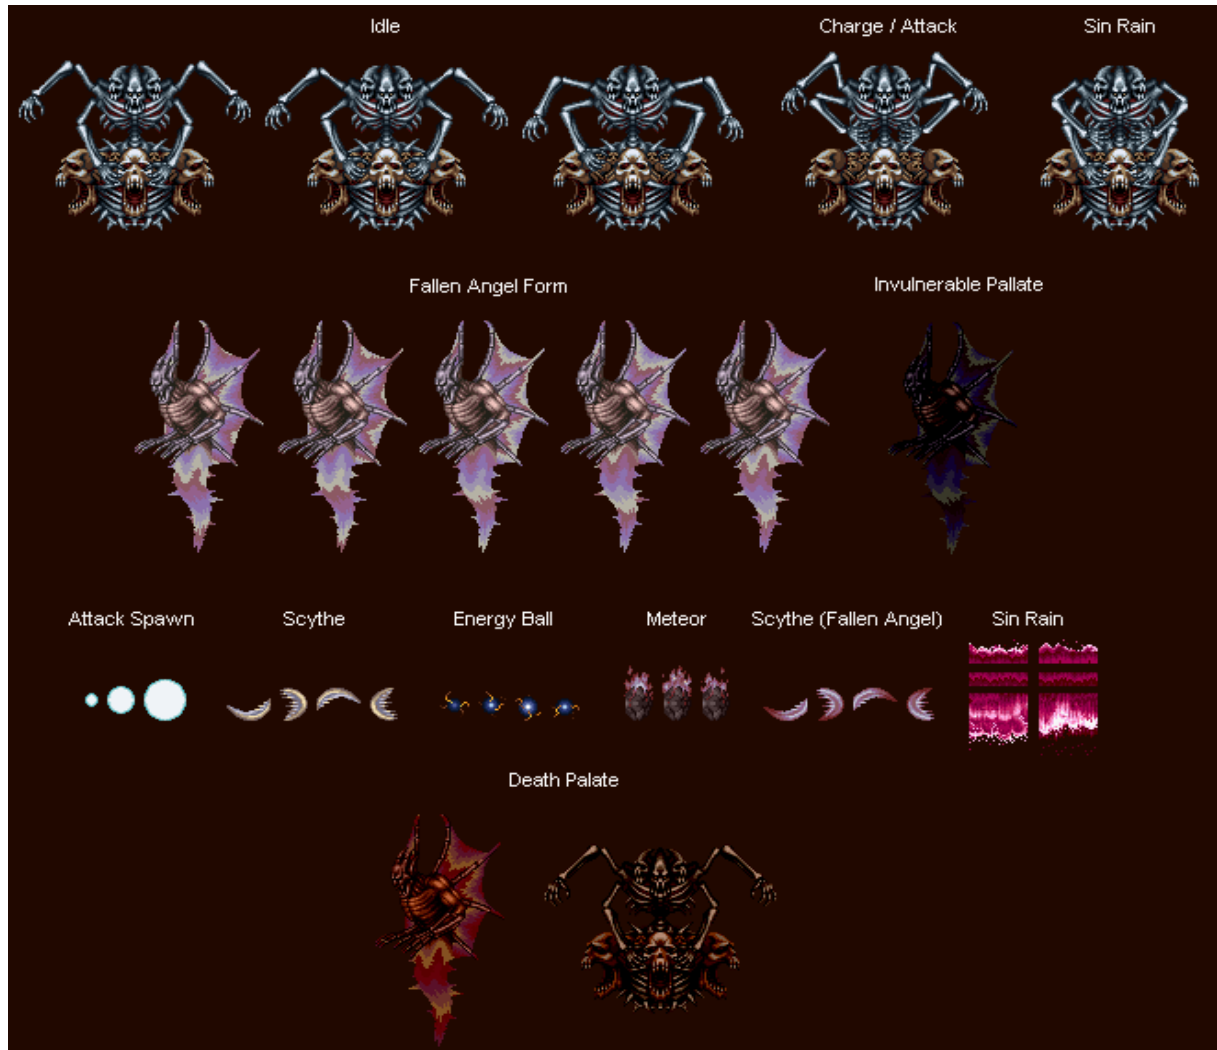 Idle
Charge / Attack
Sin Rain
Fallen Angel Form
Invulnerable Pallate
Attack Spawn
Scythe
Energy Ball
Meteor
Scythe (Fallen Angel)
Sin Rain
Death Palate